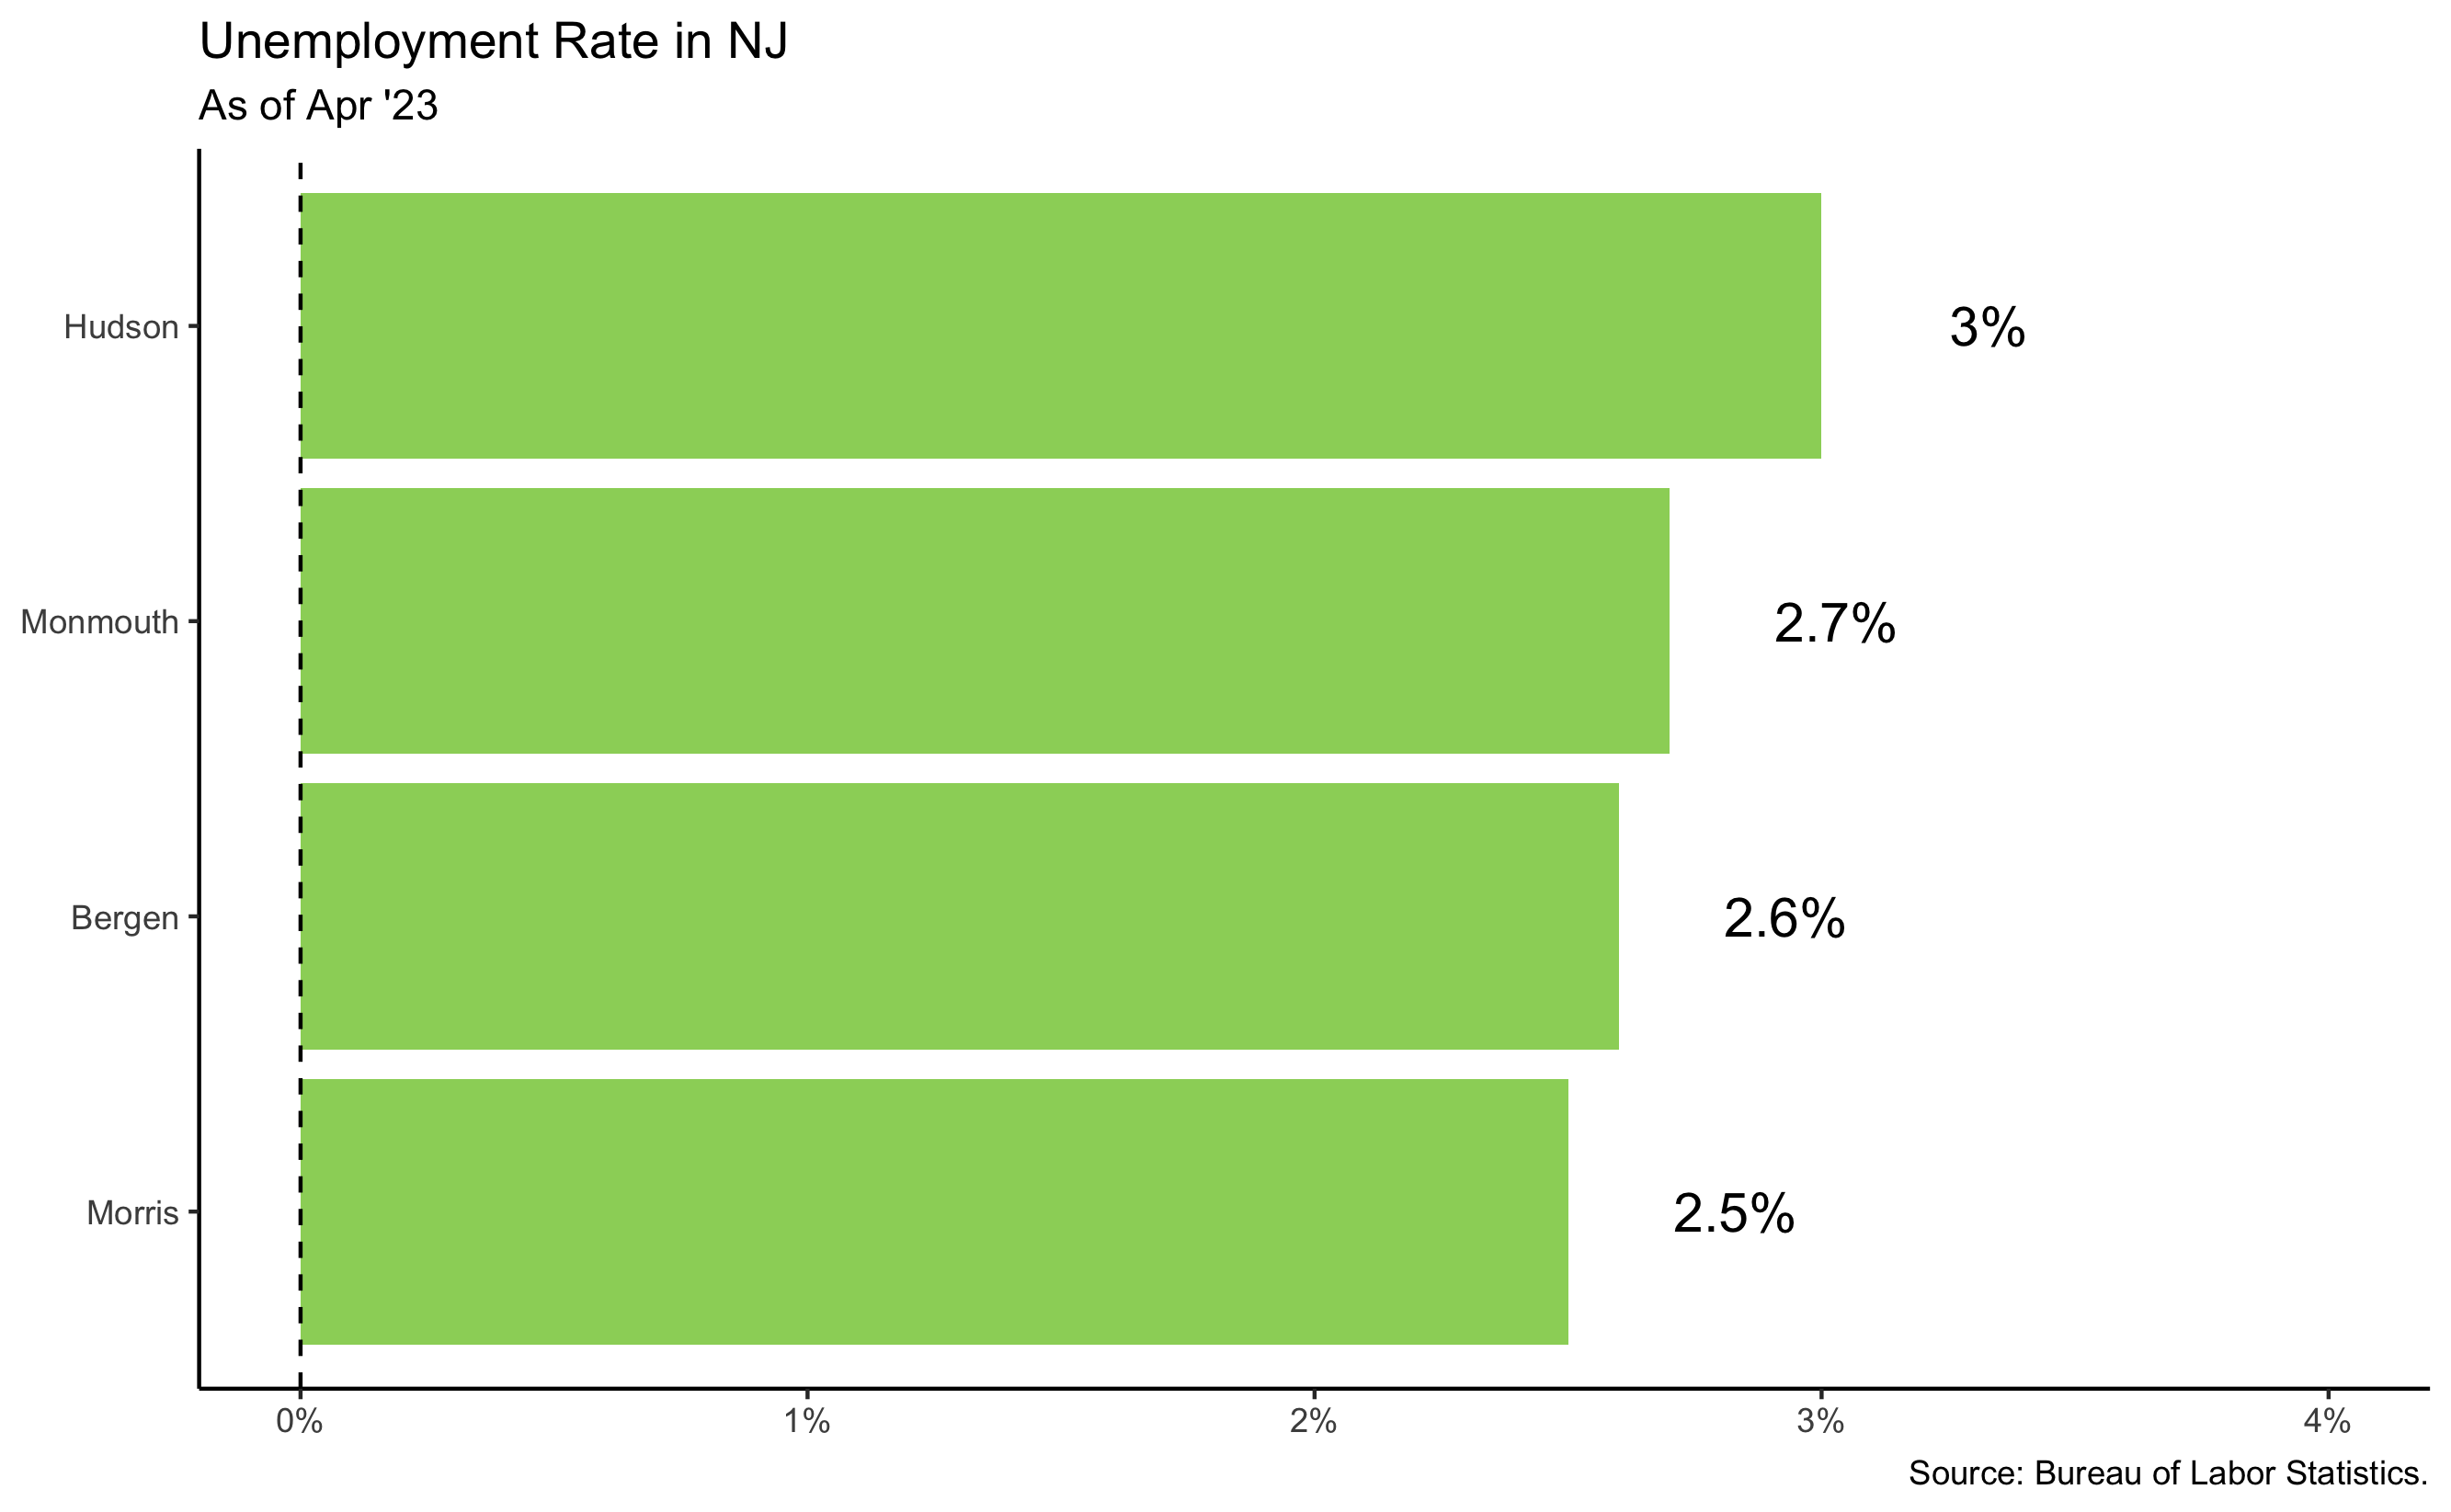 Unemployment Rate in NJ
As of Apr '23
Hudson
3%
Monmouth
2.7%
Bergen
2.6%
Morris
2.5%
0% 1% 2% 3% 4%
Source: Bureau of Labor Statistics.